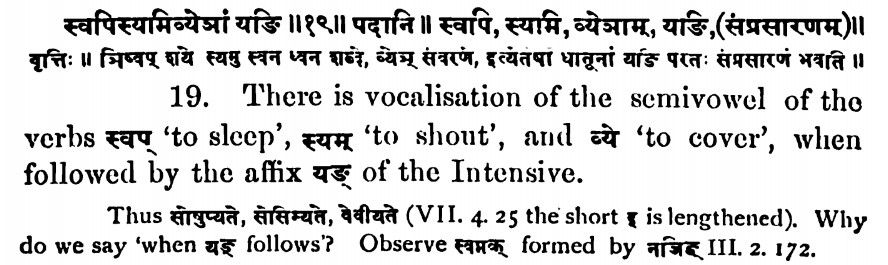 स्वपिस्यमिव्येञां यङि ॥१९॥ पदानि ॥ स्वपि, स्यमि, व्येञाम्, यङि,(संप्रसारणम्)॥
वृत्तिः ॥ ञिष्वप् शये स्यमु स्वन ध्वन शब्दे, व्येञ् संवरणे, इत्येतेषां धातूनां यङि परतः संप्रसारणं भवति ॥
19. There is vocalisation of the semivowel of the
verbs स्वप् ‘to sleep’, स्यम् ‘to shout’, and व्ये ‘to cover’, when
followed by the affix यङ् of the Intensive.
Thus सोषुप्यते, सेसिम्यते, वेवीयते (VII. 4. 25 the short इ is lengthened). Why
do we say ‘when यङ् follows’? Observe स्वप्नक् formed by नजिङ् III. 2. 172.